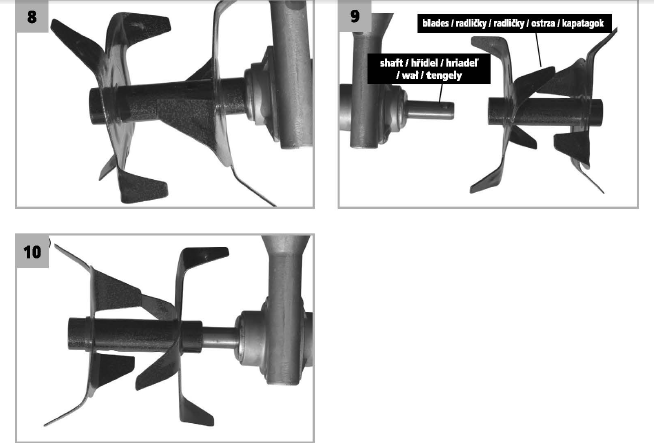 8
9
blades / radličky / radličky / ostrza / kapatagok
shaft / hřídel / hriadeľ
/ wał / tengely
10